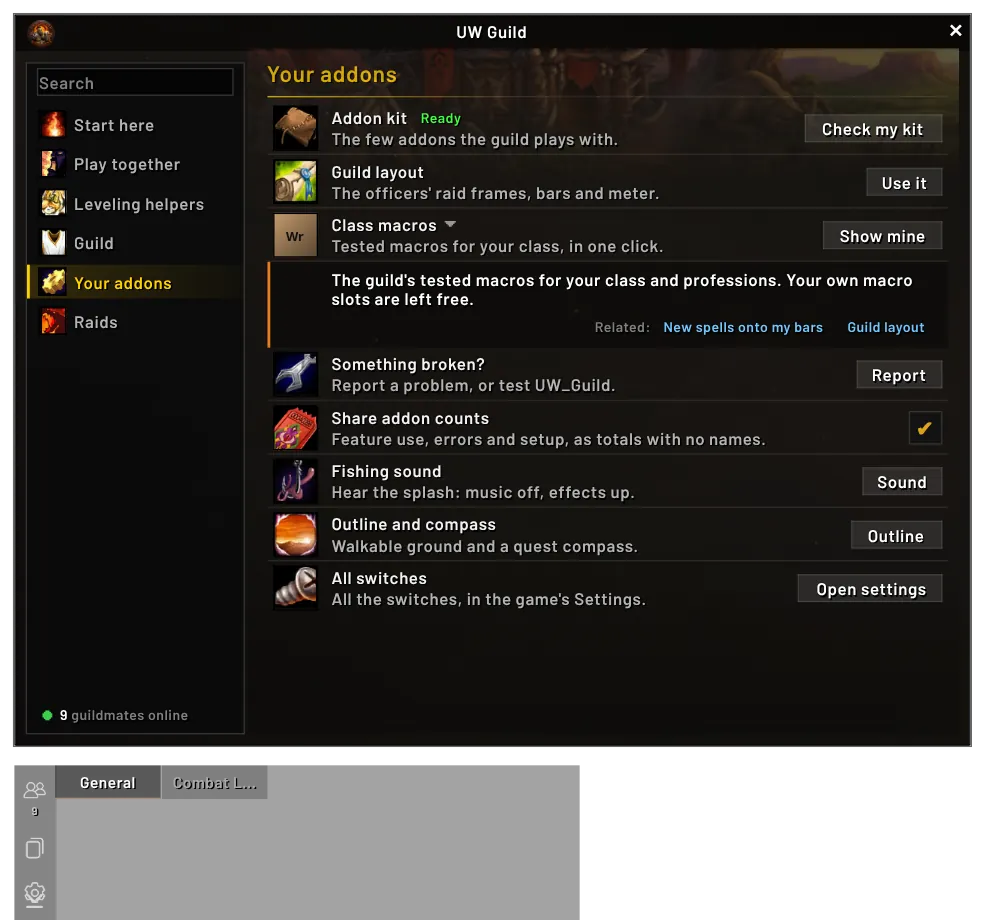 UW Guild
Search
Start here
Play together
Leveling helpers
Guild
Your addons
Raids
9 guildmates online
Your addons
Addon kit Ready
The few addons the guild plays with.
Check my kit
Guild layout
The officers' raid frames, bars and meter.
Use it
Wr
Class macros
Tested macros for your class, in one click.
Show mine
The guild's tested macros for your class and professions. Your own macro
slots are left free.
Related: New spells onto my bars Guild layout
Something broken?
Report a problem, or test UW_Guild.
Report
Share addon counts
Feature use, errors and setup, as totals with no names.
Fishing sound
Hear the splash: music off, effects up.
Sound
Outline and compass
Walkable ground and a quest compass.
Outline
All switches
All the switches, in the game's Settings.
Open settings
General Combat L...
9